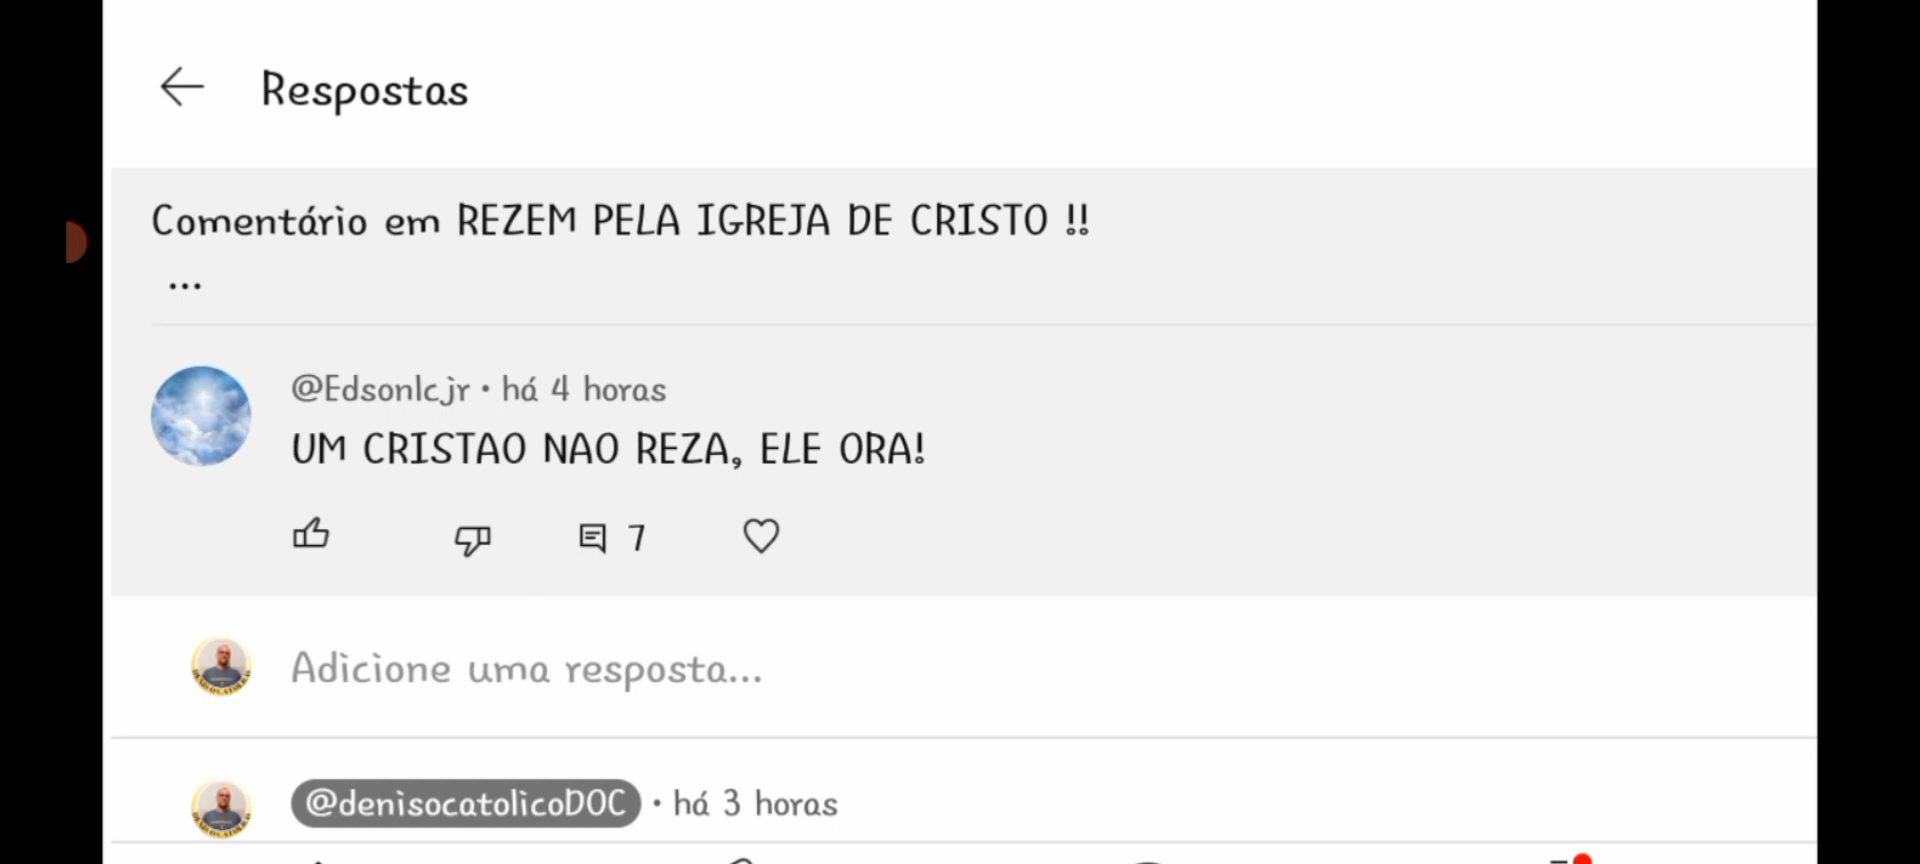 Respostas
Comentário em REZEM PELA IGREJA DE CRISTO !!
...
@Edsonlcjr • há 4 horas
UM CRISTAO NAO REZA, ELE ORA!
7
Adicione uma resposta...
@denisocatolicoDOC • há 3 horas